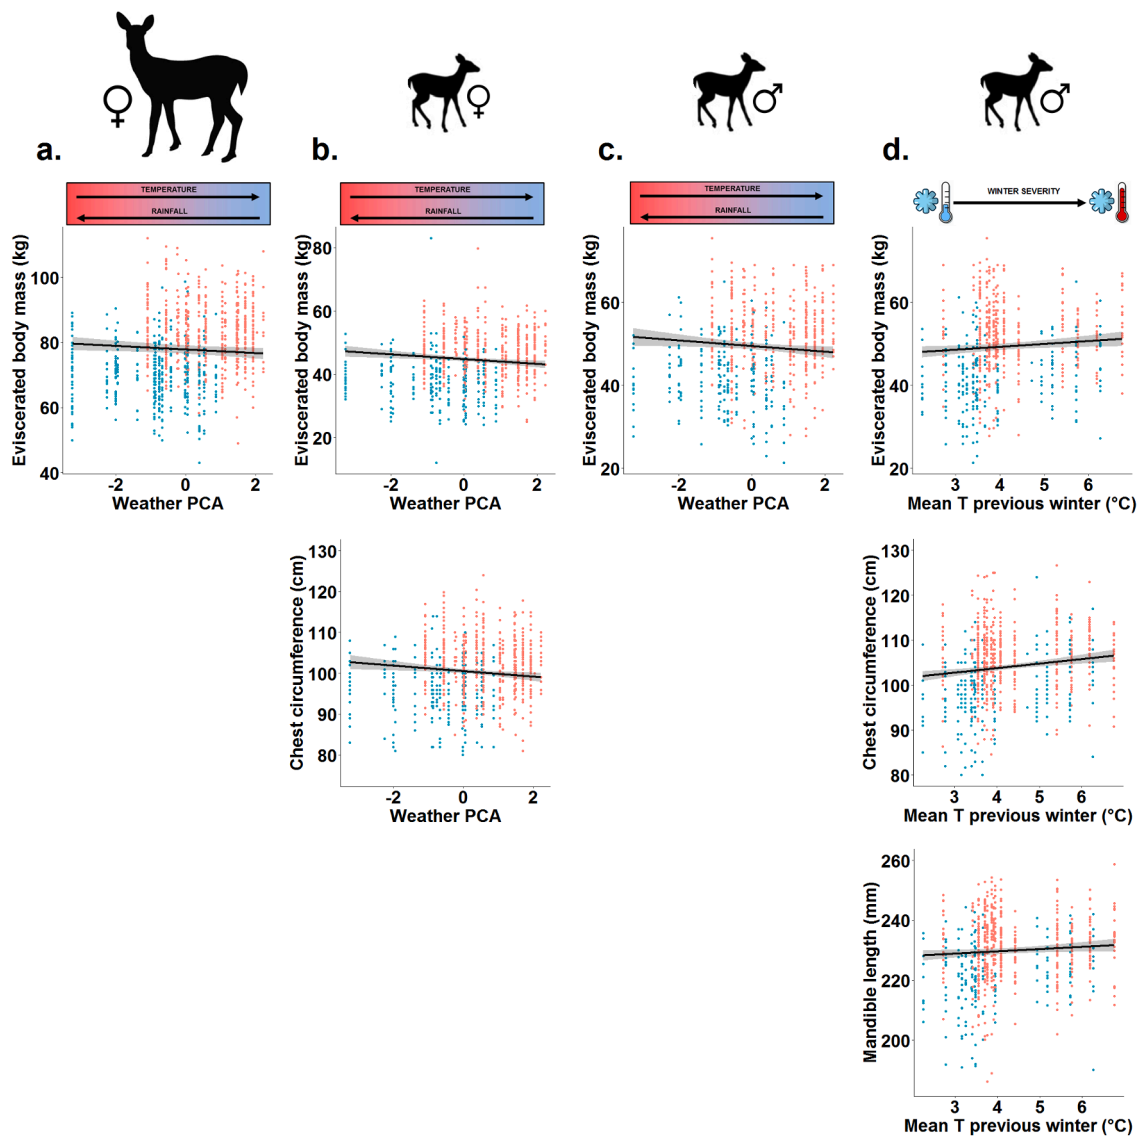 a.
b.
c.
d.
TEMPERATURE
RAINFALL
TEMPERATURE
RAINFALL
TEMPERATURE
RAINFALL
WINTER SEVERITY
Eviscerated body mass (kg)
100
80
60
40
-2
0
2
Weather PCA
Eviscerated body mass (kg)
80
60
40
20
-2
0
2
Weather PCA
Eviscerated body mass (kg)
60
40
20
-2
0
2
Weather PCA
Eviscerated body mass (kg)
60
40
20
3
4
5
6
Mean T previous winter (°C)
Chest circumference (cm)
130
120
110
100
90
80
-2
0
2
Weather PCA
Chest circumference (cm)
130
120
110
100
90
80
3
4
5
6
Mean T previous winter (°C)
Mandible length (mm)
260
240
220
200
3
4
5
6
Mean T previous winter (°C)